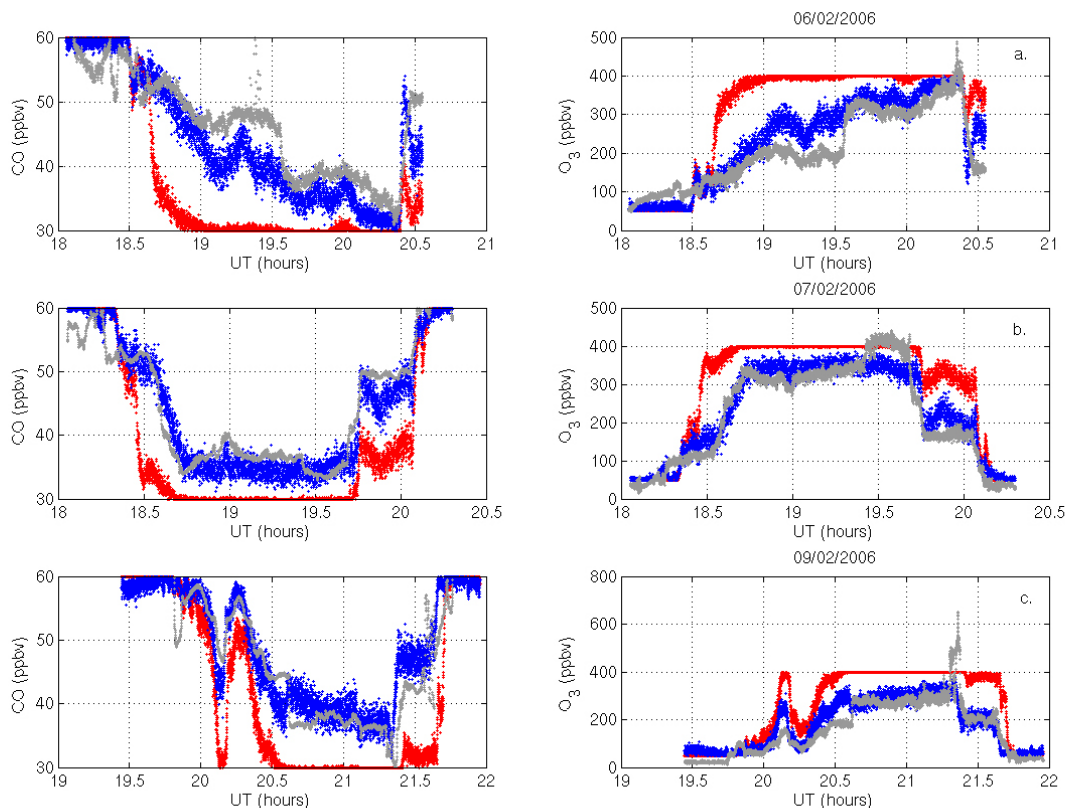 06/02/2006
60
50
40
30
CO (ppbv)
18 18.5 19 19.5 20 20.5 21
UT (hours)
500
400
300
200
100
0
O3 (ppbv)
a.
18 18.5 19 19.5 20 20.5 21
UT (hours)
07/02/2006
60
50
40
30
CO (ppbv)
18 18.5 19 19.5 20 20.5
UT (hours)
500
400
300
200
100
0
O3 (ppbv)
b.
18 18.5 19 19.5 20 20.5
UT (hours)
09/02/2006
60
50
40
30
CO (ppbv)
19 19.5 20 20.5 21 21.5 22
UT (hours)
800
600
400
200
0
O3 (ppbv)
c.
19 19.5 20 20.5 21 21.5 22
UT (hours)